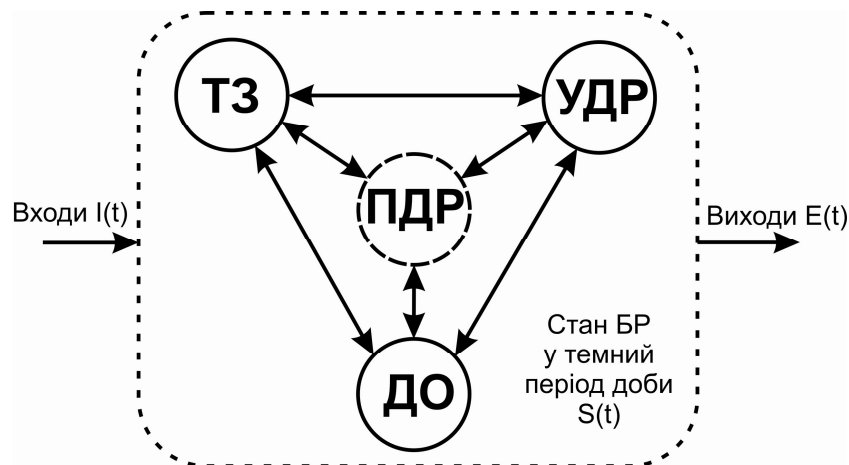 ТЗ
УДР
ПДР
Входи I(t)
Виходи E(t)
ДО
Стан БР
у темний
період доби
S(t)